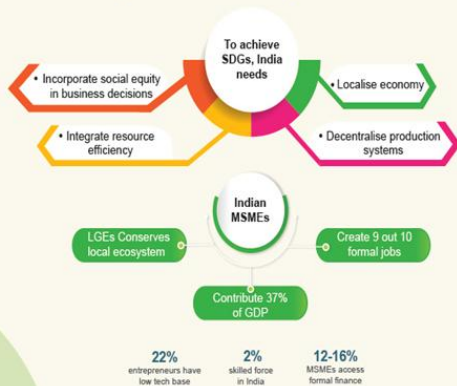 To achieve
SDGs, India
needs
• Incorporate social equity
in business decisions
• Localise economy
• Integrate resource
efficiency
• Decentralise production
systems
Indian
MSMEs
LGEs Conserves
local ecosystem
Create 9 out 10
formal jobs
Contribute 37%
of GDP
22%
entrepreneurs have
low tech base
2%
skilled force
in India
12-16%
MSMEs access
formal finance